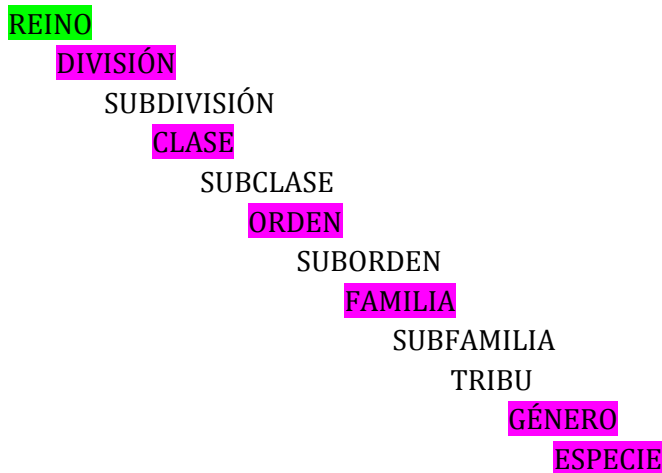 REINO
DIVISIÓN
SUBDIVISIÓN
CLASE
SUBCLASE
ORDEN
SUBORDEN
FAMILIA
SUBFAMILIA
TRIBU
GÉNERO
ESPECIE